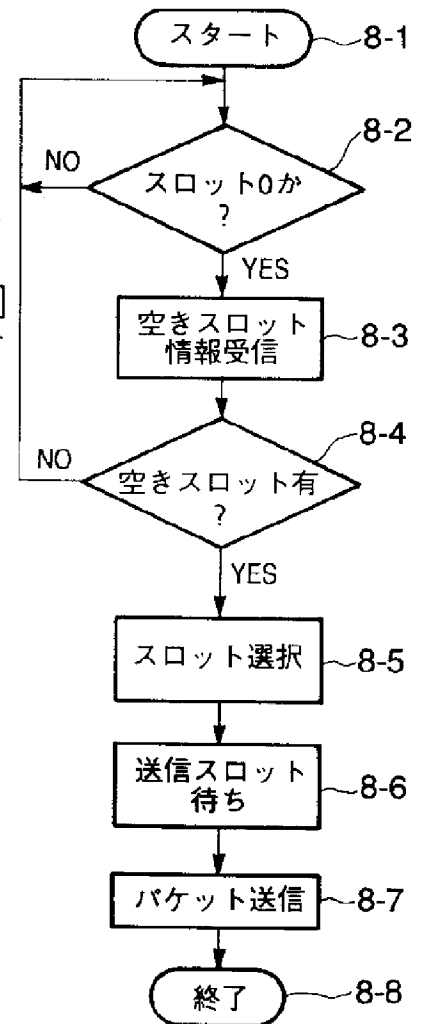 スタート
8-1
8-2
NO
スロット0か
?
YES
空きスロット
情報受信
8-3
8-4
NO
空きスロット有
?
YES
スロット選択
8-5
送信スロット
待ち
8-6
パケット送信
8-7
終了
8-8